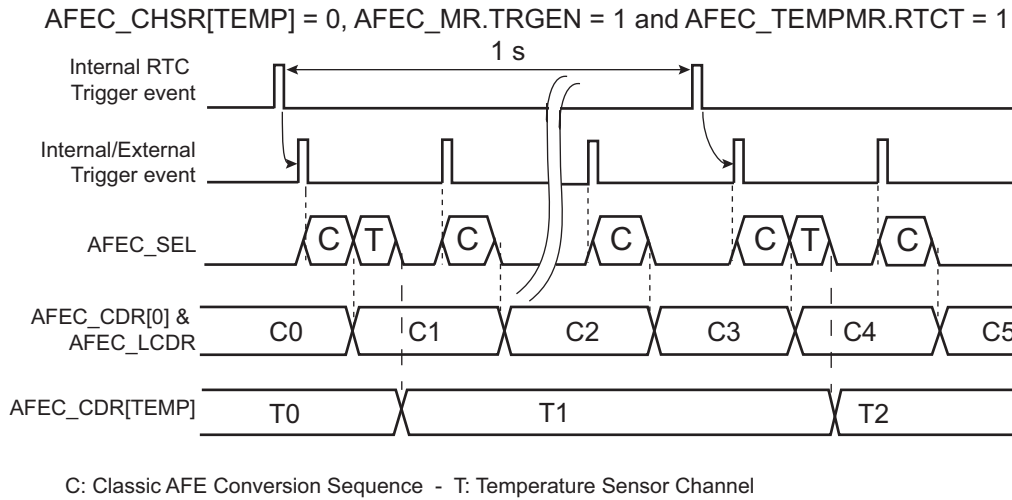 AFEC_CHSR[TEMP] = 0, AFEC_MR.TRGEN = 1 and AFEC_TEMPMR.RTCT = 1
1 s
Internal RTC
Trigger event
Internal/External
Trigger event
AFEC_SEL
C T C C C T C
AFEC_CDR[0] &
AFEC_LCDR
C0 C1 C2 C3 C4 C5
AFEC_CDR[TEMP]
T0 T1 T2
C: Classic AFE Conversion Sequence - T: Temperature Sensor Channel